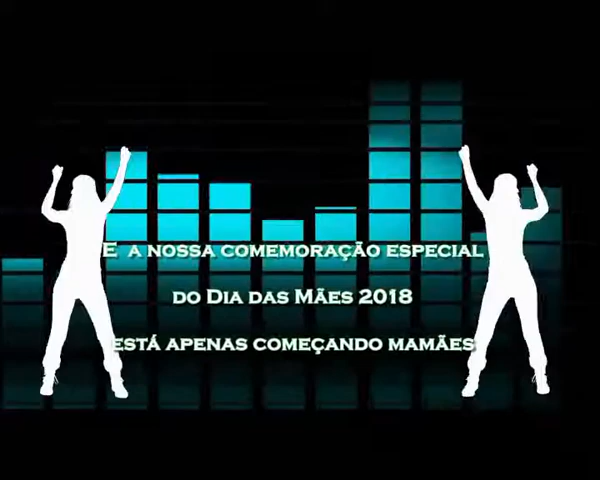 E A NOSSA COMEMORAÇÃO ESPECIAL
DO DIA DAS MÃES 2018
ESTÁ APENAS COMEÇANDO MAMÃES